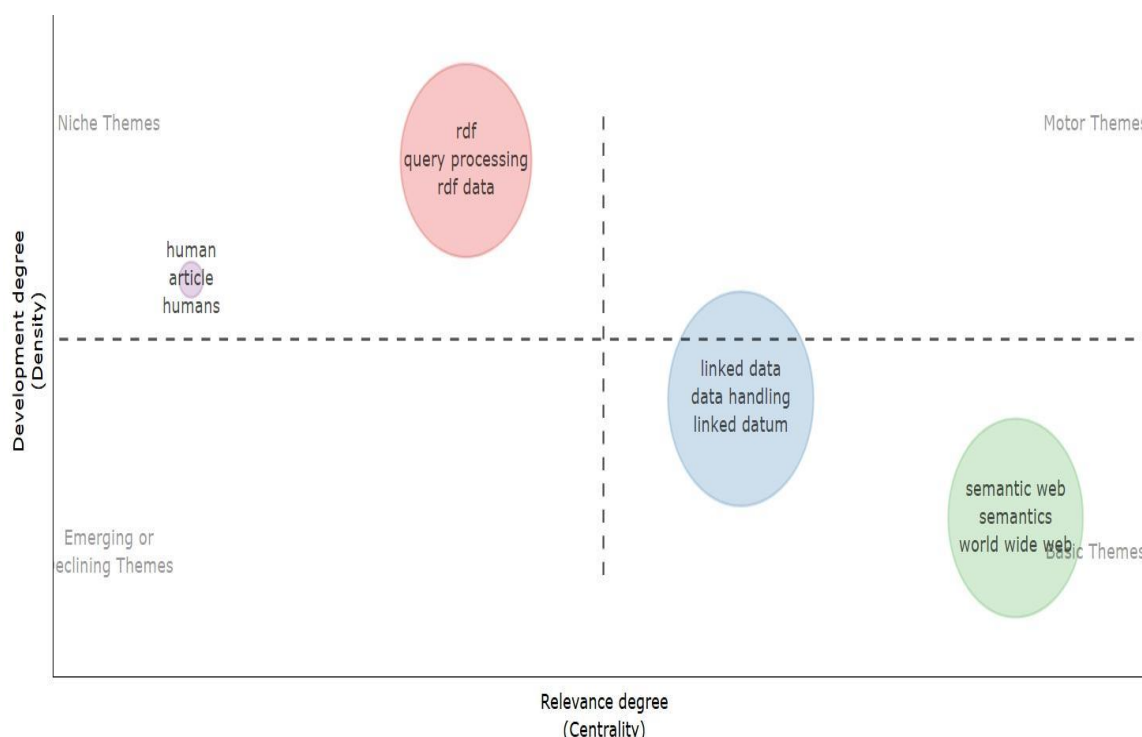 Niche Themes
Motor Themes
rdf
query processing
rdf data
human
article
humans
Development degree
(Density)
linked data
data handling
linked datum
semantic web
semantics
world wide web
Basic Themes
Emerging or
eclining Themes
Relevance degree
(Centrality)